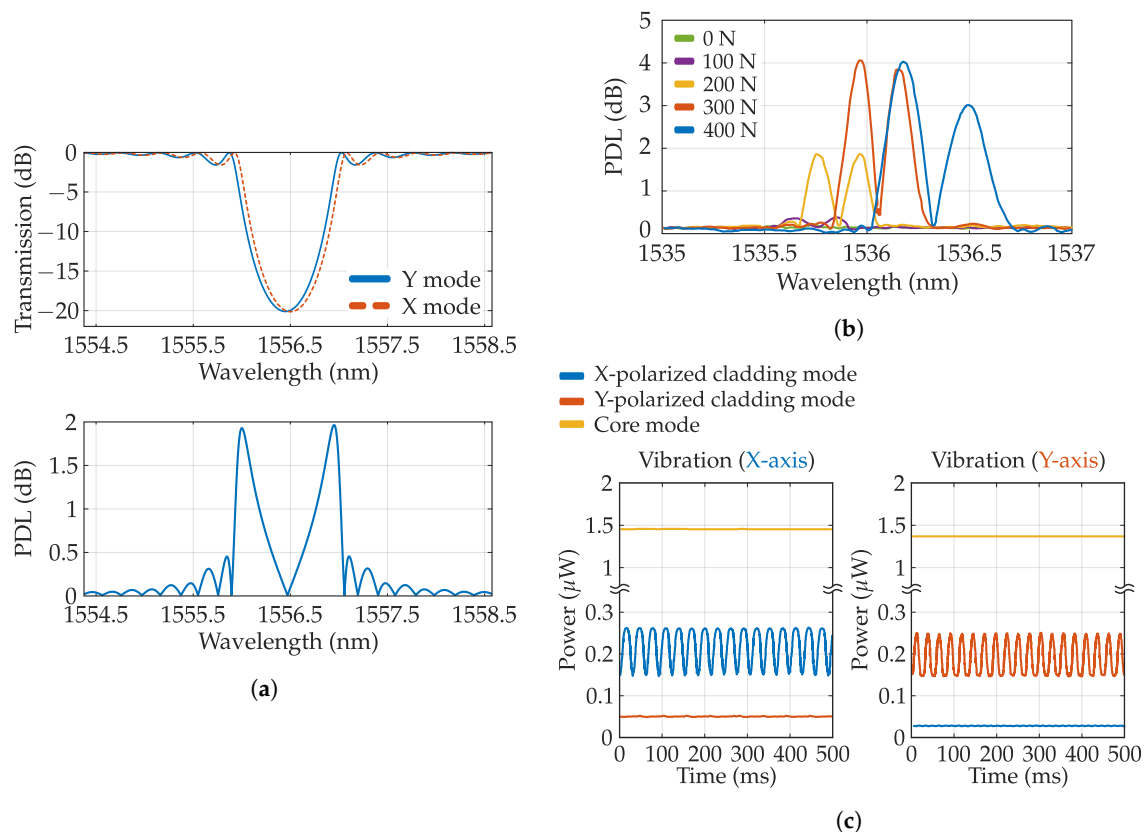 0
−5
−10
−15
−20
Transmission (dB)
Y mode
X mode
1554.5 1555.5 1556.5 1557.5 1558.5
Wavelength (nm)
2
1.5
1
0.5
0
PDL (dB)
1554.5 1555.5 1556.5 1557.5 1558.5
Wavelength (nm)
(a)
5
4
3
2
1
0
PDL (dB)
0 N
100 N
200 N
300 N
400 N
1535 1535.5 1536 1536.5 1537
Wavelength (nm)
(b)
X-polarized cladding mode
Y-polarized cladding mode
Core mode
Vibration (X-axis)
2
1.5
1
0.3
0.2
0.1
0
Power (μW)
0 100 200 300 400 500
Time (ms)
Vibration (Y-axis)
2
1.5
1
0.3
0.2
0.1
0
Power (μW)
0 100 200 300 400 500
Time (ms)
(c)